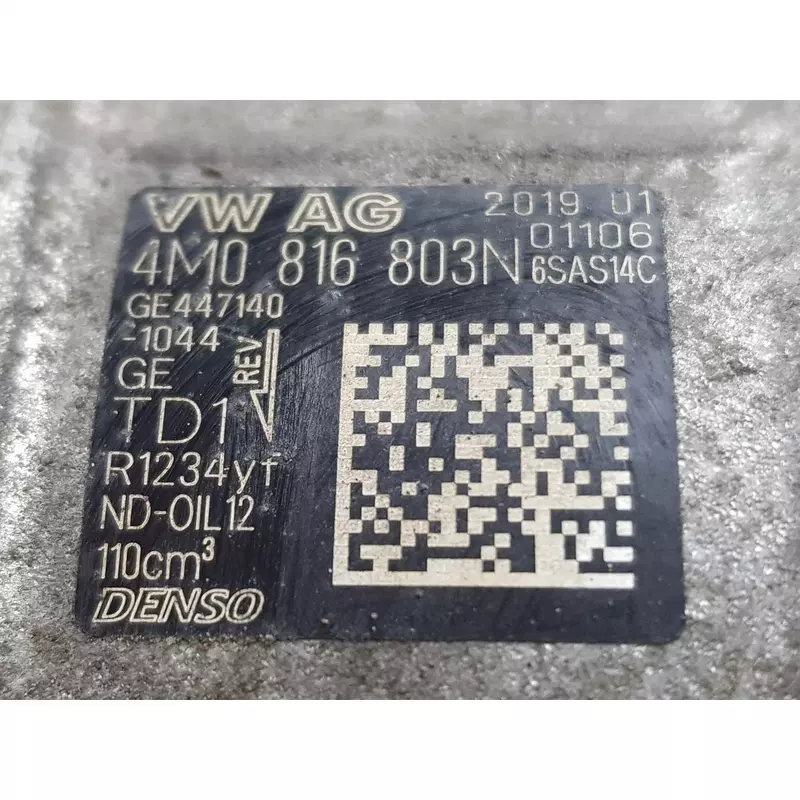 VW AG 2019 01
01106
4M0 816 803N 6SAS14C
GE447140
-1044
GE REV
TD1
R1234yf
ND-OIL12
110cm³
DENSO